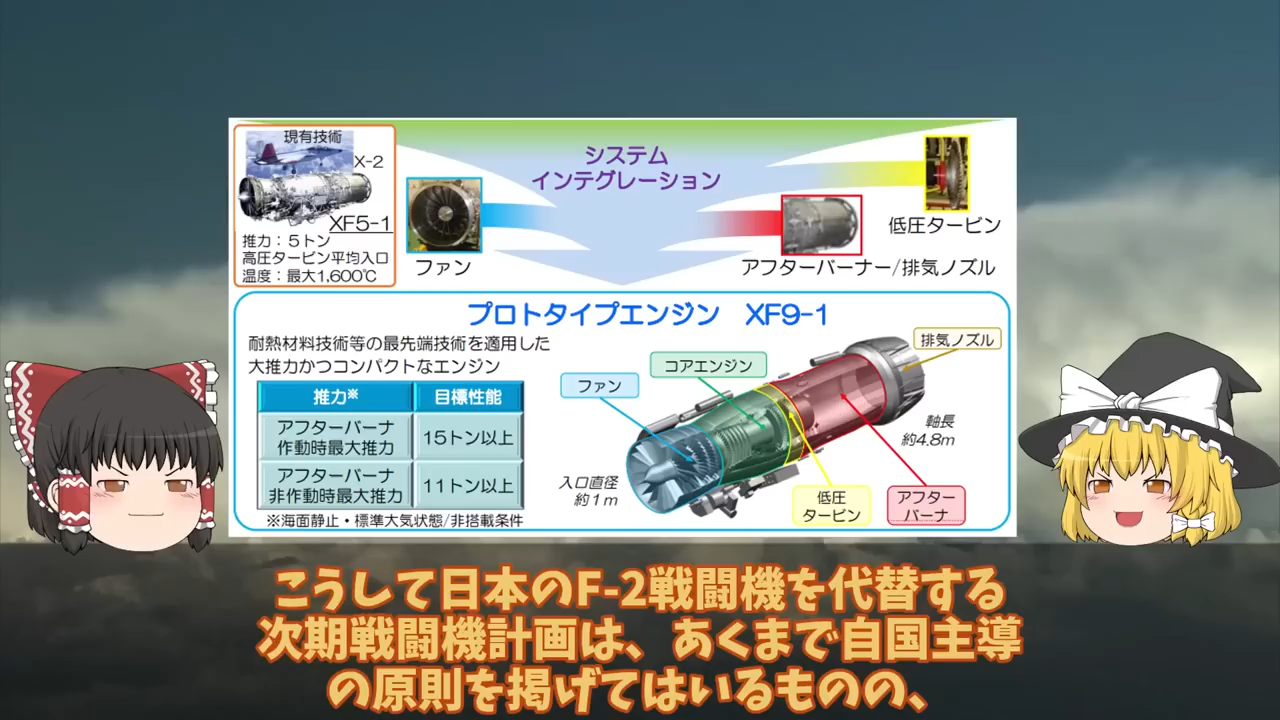 現有技術
X-2
XF5-1
推力：5トン
高圧タービン平均入口
温度：最大1,600℃
ファン
システム
インテグレーション
低圧タービン
アフターバーナー/排気ノズル
プロトタイプエンジン XF9-1
耐熱材料技術等の最先端技術を適用した
大推力かつコンパクトなエンジン
推力※ 目標性能
アフターバーナ
作動時最大推力
15トン以上
アフターバーナ
非作動時最大推力
11トン以上
※海面静止・標準大気状態/非搭載条件
ファン
コアエンジン
排気ノズル
軸長
約4.8m
入口直径
約1m
低圧
タービン
アフター
バーナ
こうして日本のF-2戦闘機を代替する
次期戦闘機計画は、あくまで自国主導
の原則を掲げてはいるものの、